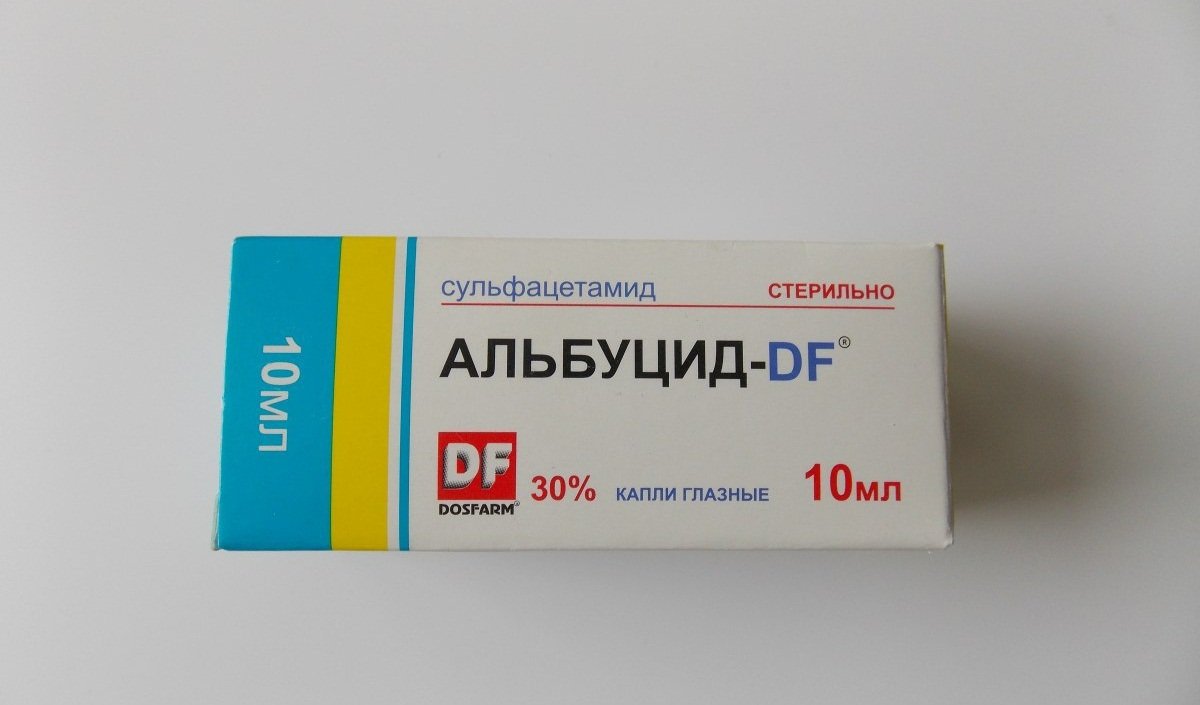 10мл
сульфацетамид СТЕРИЛЬНО
АЛЬБУЦИД-DF®
DF
DOSFARM®
30% КАПЛИ ГЛАЗНЫЕ 10мл